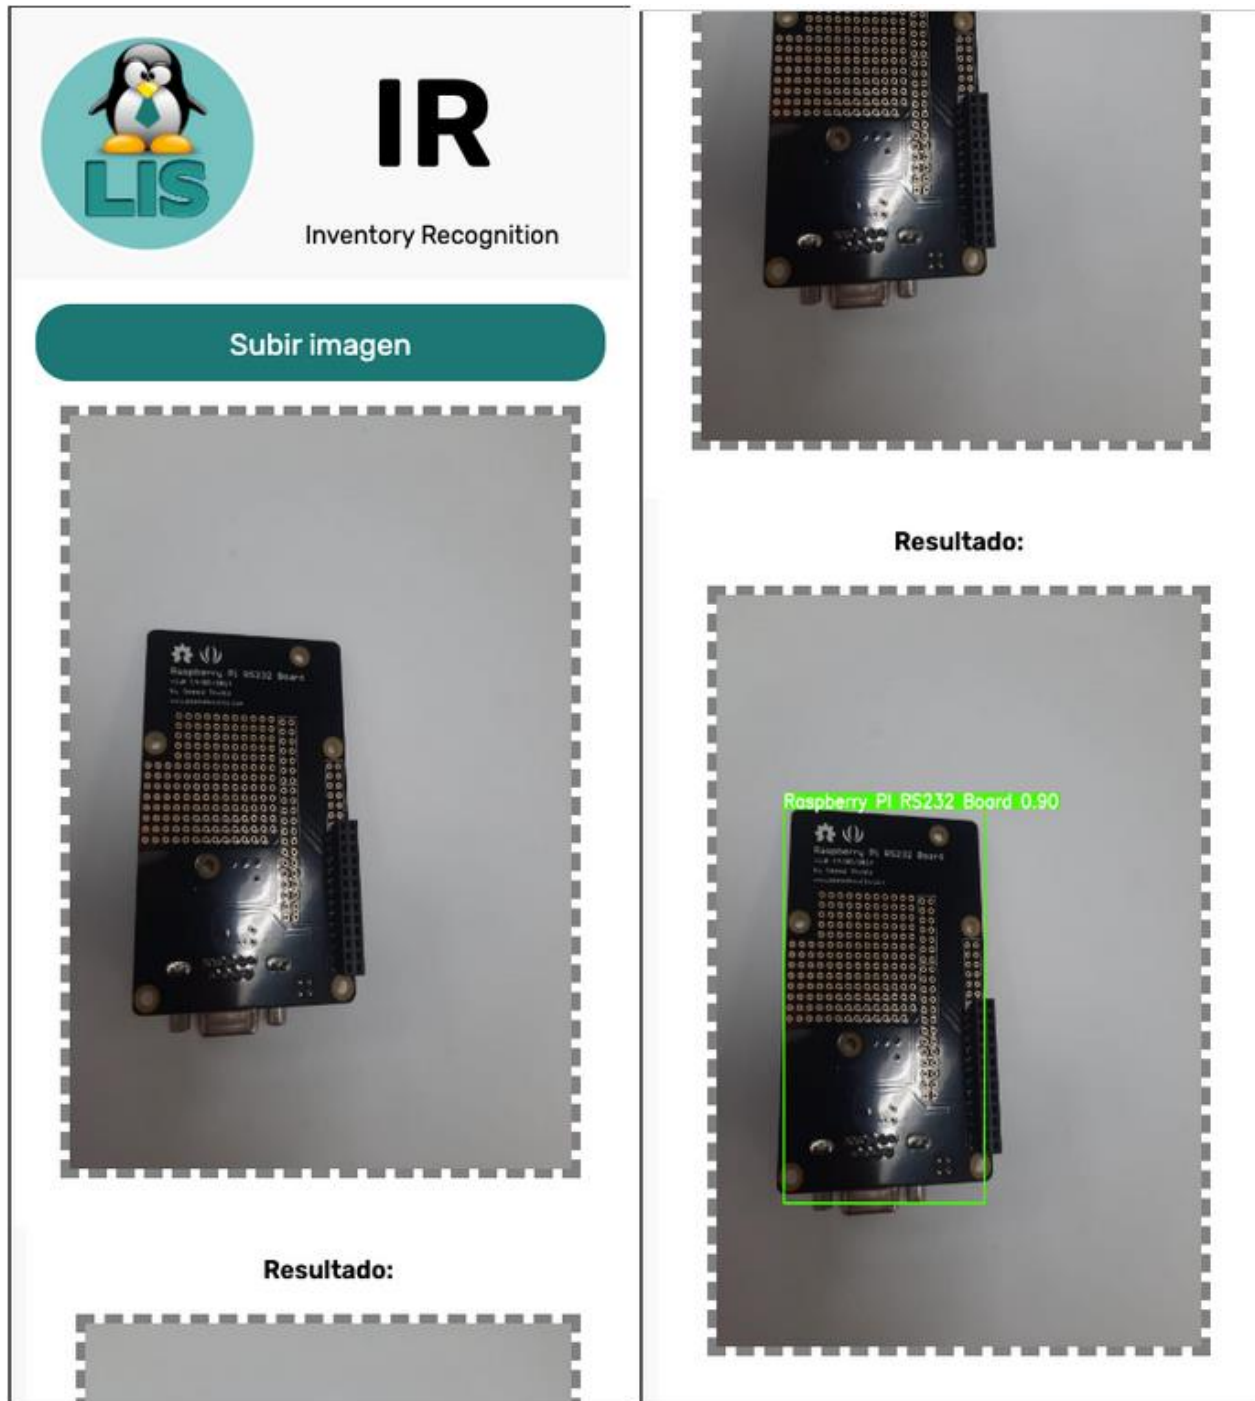 LIS
IR
Inventory Recognition
Subir imagen
Raspberry Pi RS232 Board
Resultado:
Resultado:
Raspberry PI RS232 Board 0.90
Raspberry Pi RS232 Board